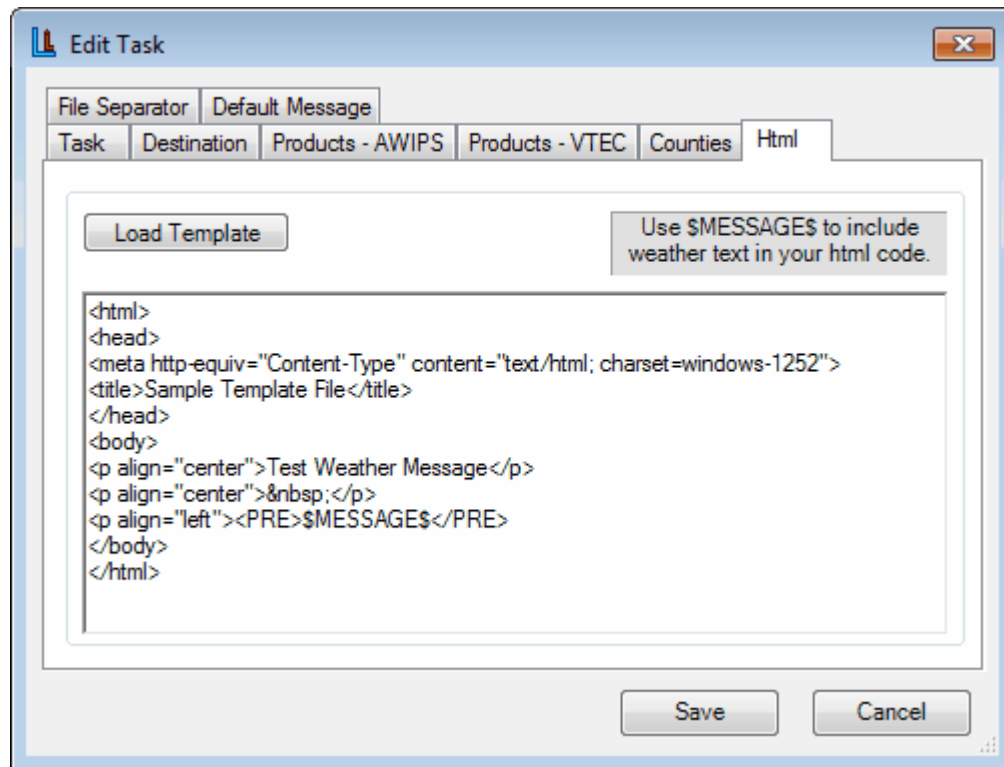 Edit Task
File Separator Default Message
Task Destination Products - AWIPS Products - VTEC Counties Html
Load Template
Use $MESSAGE$ to include
weather text in your html code.
<html>
<head>
<meta http-equiv="Content-Type" content="text/html; charset=windows-1252">
<title>Sample Template File</title>
</head>
<body>
<p align="center">Test Weather Message</p>
<p align="center">&nbsp;</p>
<p align="left"><PRE>$MESSAGE$</PRE>
</body>
</html>
Save Cancel